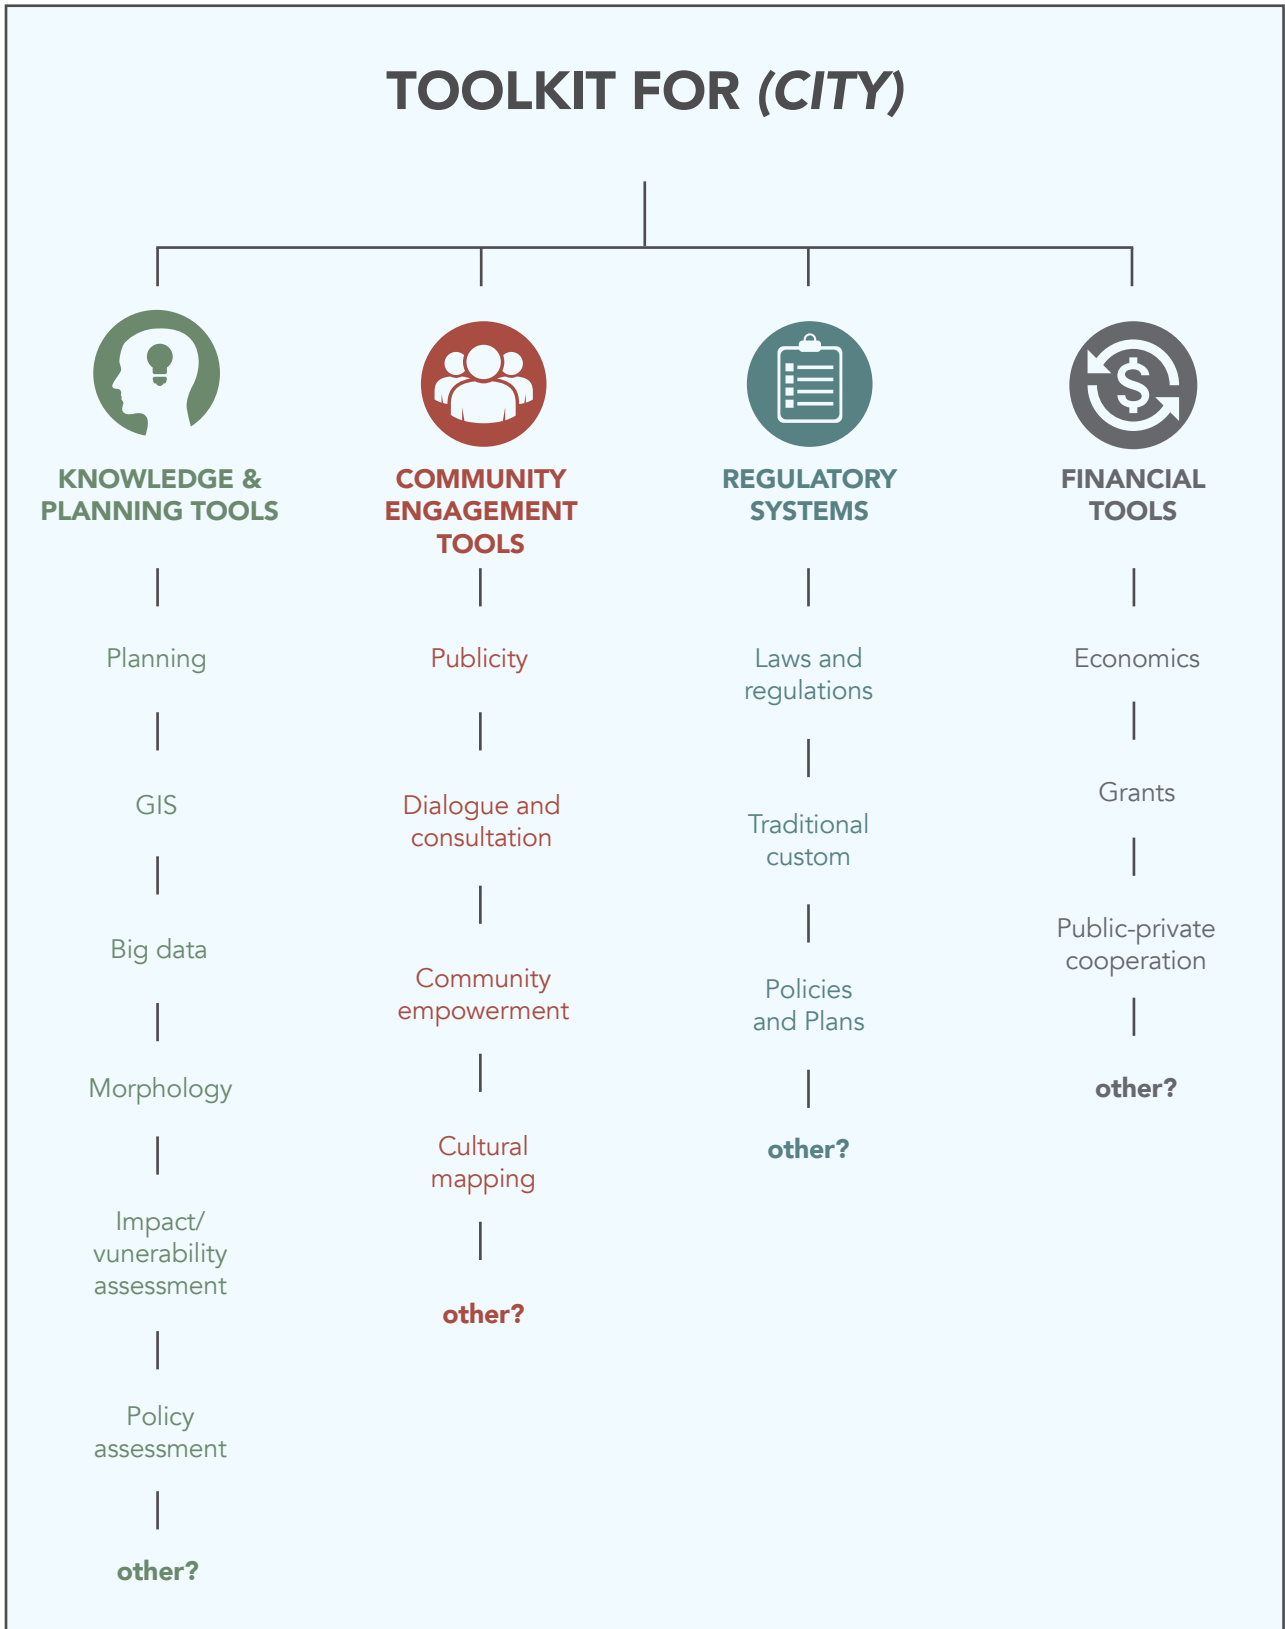 TOOLKIT FOR (CITY)
KNOWLEDGE &
PLANNING TOOLS
Planning
GIS
Big data
Morphology
Impact/
vunerability
assessment
Policy
assessment
other?
COMMUNITY
ENGAGEMENT
TOOLS
Publicity
Dialogue and
consultation
Community
empowerment
Cultural
mapping
other?
REGULATORY
SYSTEMS
Laws and
regulations
Traditional
custom
Policies
and Plans
other?
$
FINANCIAL
TOOLS
Economics
Grants
Public-private
cooperation
other?